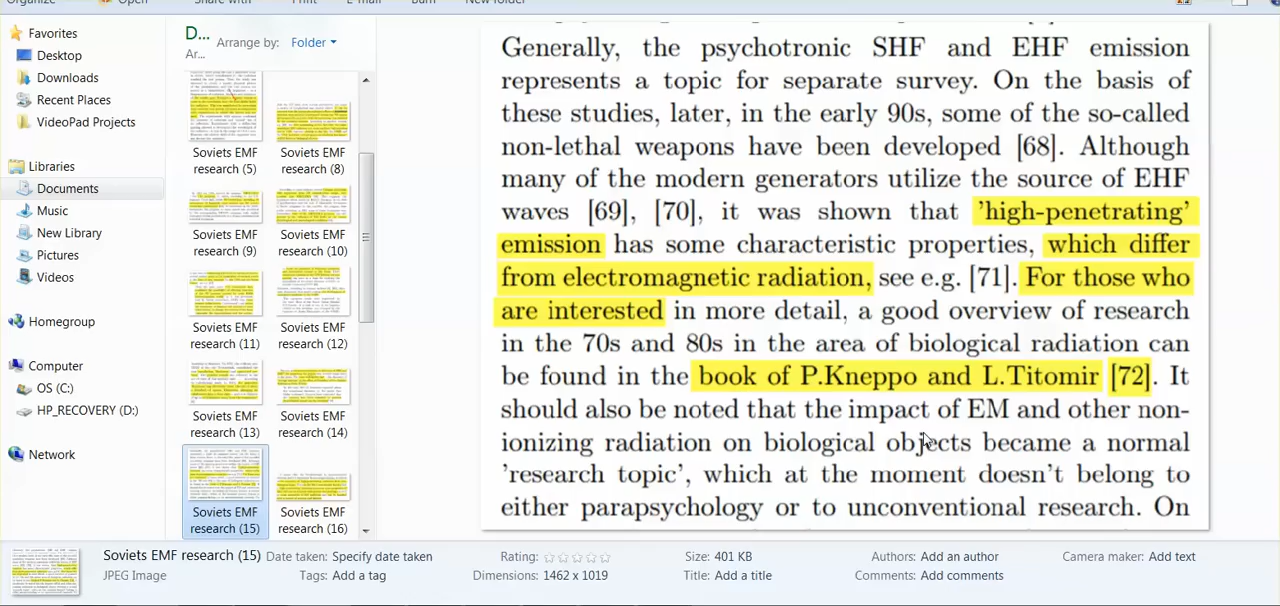 Organize
Open
Share with
Print
E-mail
Burn
New folder
Favorites
Desktop
Downloads
Recent Places
VideoPad Projects
Libraries
Documents
Music
New Library
Pictures
Videos
Homegroup
Computer
OS (C:)
HP_RECOVERY (D:)
Network
D...
Ar...
Arrange by: Folder
Soviets EMF research (5)
Soviets EMF research (8)
Soviets EMF research (9)
Soviets EMF research (10)
Soviets EMF research (11)
Soviets EMF research (12)
Soviets EMF research (13)
Soviets EMF research (14)
Soviets EMF research (15)
Soviets EMF research (16)
Generally, the psychotronic SHF and EHF emission
represents a topic for separate survey. On the basis of
these studies, later, in the early 90s, some of the so-called
non-lethal weapons have been developed [68]. Although
many of the modern generators utilize the source of EHF
waves [69], [70], it was shown that 'high-penetrating'
emission has some characteristic properties, which differ
from electromagnetic radiation, see e.g. [71]. For those who
are interested in more detail, a good overview of research
in the 70s and 80s in the area of biological radiation can
be found in the book of P.Kneppo and L.Titomir [72]. It
should also be noted that the impact of EM and other non-
ionizing radiation on biological objects became a normal
'research topic', which at the moment doesn't belong to
either parapsychology or to unconventional research. On
Soviets EMF research (15) Date taken: Specify date taken
JPEG Image
Tags: Add a tag
Rating:
Dimensions: 1462 x 1019
Size: 401 KB
Title: Add a title
Authors: Add an author
Comments: Add comments
Camera maker: Add text